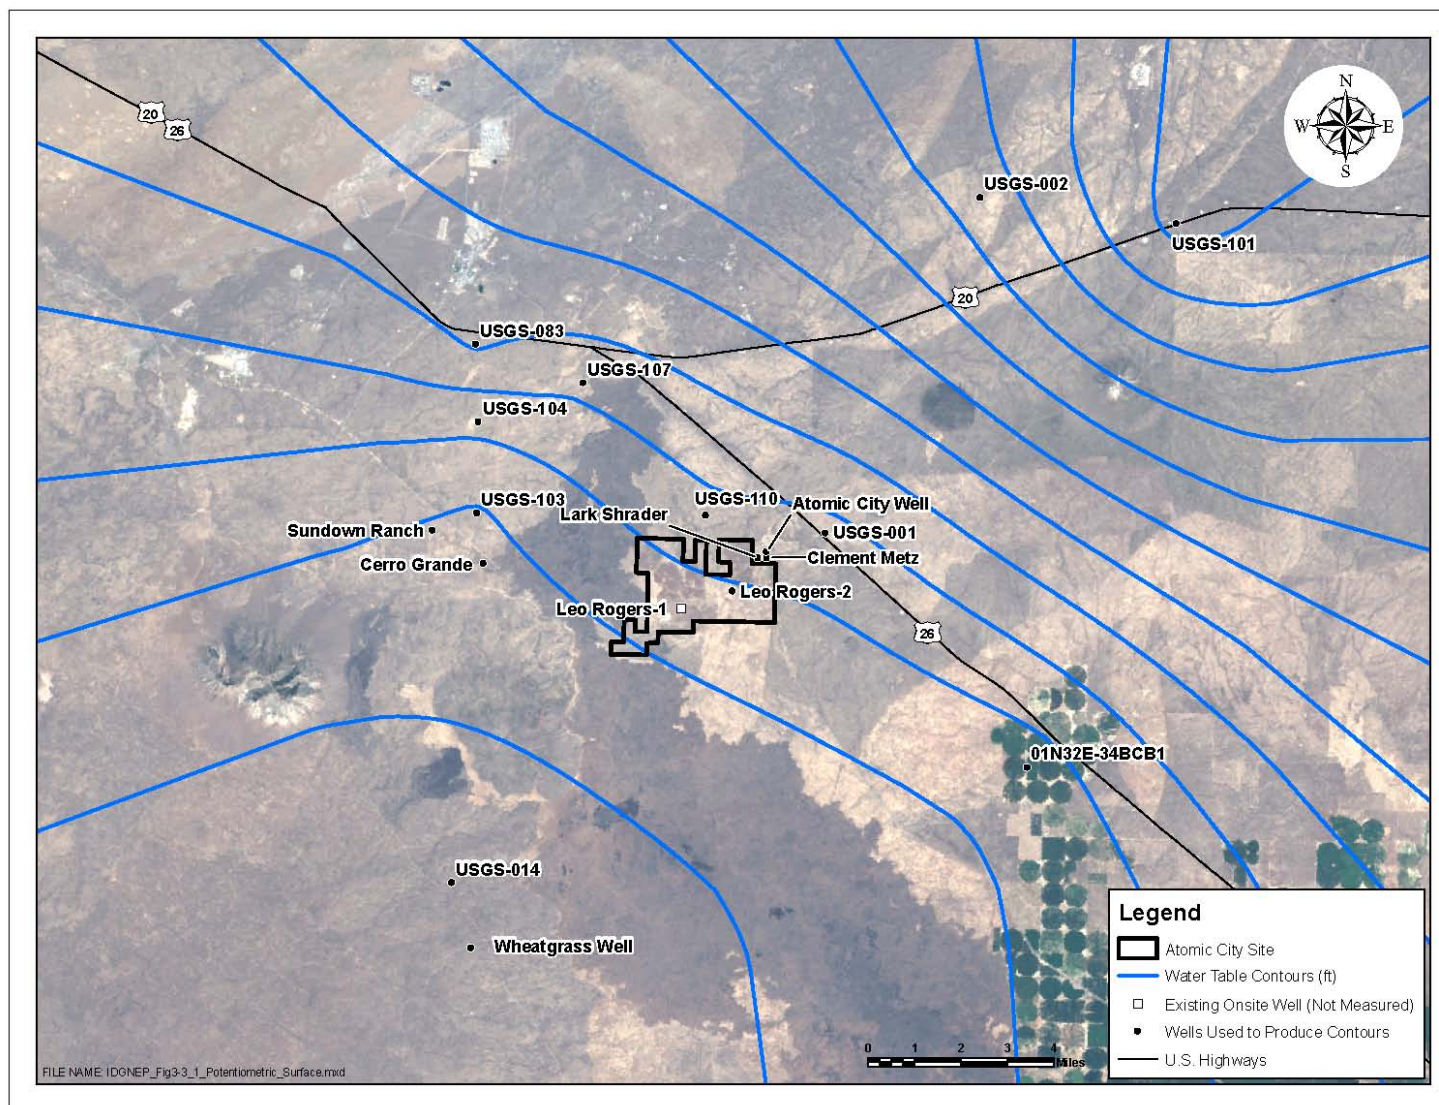 N
W
E
S
20
26
USGS-002
USGS-101
20
USGS-083
USGS-107
USGS-104
USGS-103
USGS-110
Atomic City Well
Lark Shrader
Sundown Ranch
USGS-001
Cerro Grande
Clement Metz
Leo Rogers-2
Leo Rogers-1
26
01N32E-34BCB1
USGS-014
Wheatgrass Well
Legend
Atomic City Site
Water Table Contours (ft)
Existing Onsite Well (Not Measured)
Wells Used to Produce Contours
U.S. Highways
0 1 2 3 4
Miles
FILE NAME: IDGNEP_Fig3-3_1_Potentiometric_Surface.mxd